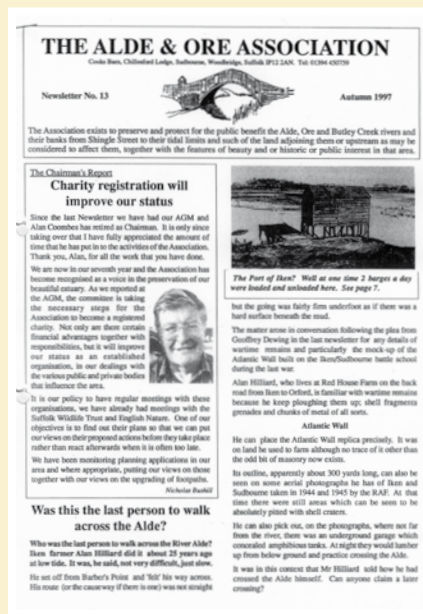 THE ALDE & ORE ASSOCIATION
Cooke Barn, Chillesford Lodge, Sudbourne, Woodbridge, Suffolk IP12 2AN. Tel: 01394 450759
Newsletter No. 13
Autumn 1997
The Association exists to preserve and protect for the public benefit the Alde, Ore and Butley Creek rivers and
their banks from Shingle Street to their tidal limits and such of the land adjoining them or upstream as may be
considered to affect them, together with the features of beauty and or historic or public interest in that area.
The Chairman's Report
Charity registration will
improve our status
Since the last Newsletter we have had our AGM and
Alan Coombes has retired as Chairman. It is only since
taking over that I have fully appreciated the amount of
time that he has put in to the activities of the Association.
Thank you, Alan, for all the work that you have done.
We are now in our seventh year and the Association has
become recognised as a voice in the preservation of our
beautiful estuary. As we reported at
the AGM, the committee is taking
the necessary steps for the
Association to become a registered
charity. Not only are there certain
financial advantages together with
responsibilities, but it will improve
our status as an established
organisation, in our dealings with
the various public and private bodies
that influence the area.
It is our policy to have regular meetings with these
organisations, we have already had meetings with the
Suffolk Wildlife Trust and English Nature. One of our
objectives is to find out their plans so that we can put
our views on their proposed actions before they take place
rather than react afterwards when it is often too late.
We have been monitoring planning applications in our
area and where appropriate, putting our views on those
together with our views on the upgrading of footpaths.
Nicholas
Was this the last person to walk
across the Alde?
Who was the last person to walk across the River Alde?
Iken farmer Alan Hilliard did it about 25 years ago
at low tide. It was, he said, not very difficult, just slow.
He set off from Barber's Point and 'felt' his way across.
His route (or the causeway if there is one) was not straight
The Port of Iken? Well at one time 2 barges a day
were loaded and unloaded here. See page 7.
but the going was fairly firm underfoot as if there was a
hard surface beneath the mud.
The matter arose in conversation following the plea from
Geoffrey Dewing in the last newsletter for any details of
wartime remains and particularly the mock-up of the
Atlantic Wall built on the Iken/Sudbourne battle school
during the last war.
Alan Hilliard, who lives at Red House Farm on the back
road from Iken to Orford, is familiar with wartime remains
because he keep ploughing them up; shell fragments
grenades and chunks of metal of all sorts.
Atlantic Wall
He can place the Atlantic Wall replica precisely. It was
on land be used to farm although no trace of it other than
the odd bit of masonry now exists.
Its outline, apparently about 300 yards long, can also be
seen on some aerial photographs he has of Iken and
Sudbourne taken in 1944 and 1945 by the RAF. At that
time there were still areas which can be seen to be
absolutely pitted with shell craters.
He can also pick out, on the photographs, where not far
from the river, there was an underground garage which
concealed amphibious tanks. At night they would lumber
up from below ground and practice crossing the Alde.
It was in this context that Mr Hilliard told how he had
crossed the Alde himself. Can anyone claim a later
crossing?